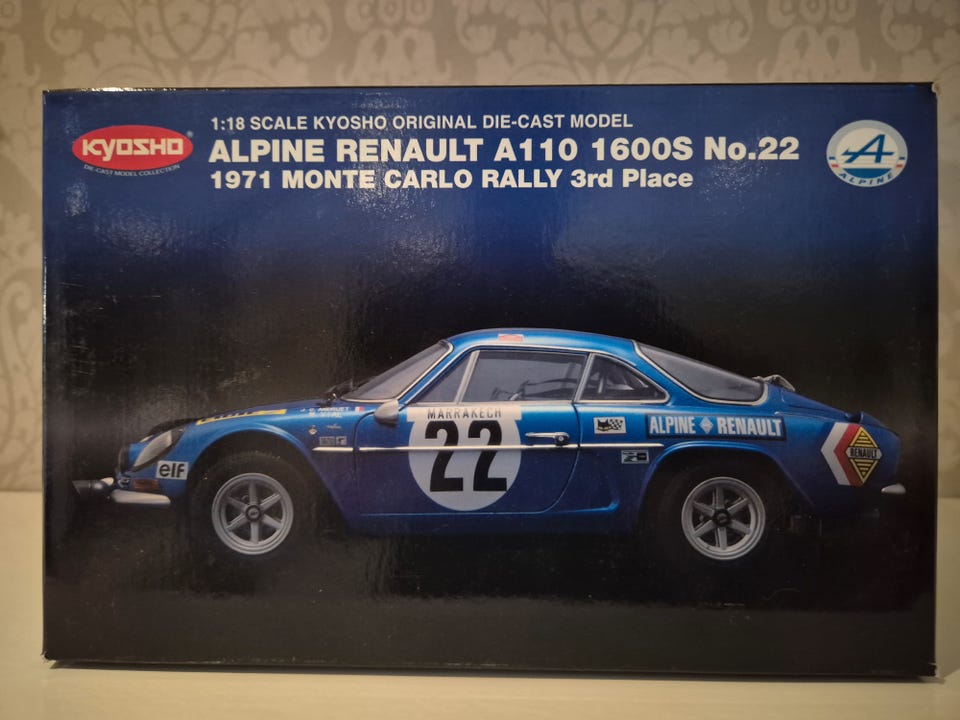 1:18 SCALE KYOSHO ORIGINAL DIE-CAST MODEL
KYOSHO
DIE-CAST MODEL COLLECTION
ALPINE RENAULT A110 1600S No.22
1971 MONTE CARLO RALLY 3rd Place
A
ALPINE
MARRAKECH
22
ALPINE RENAULT
RENAULT
elf